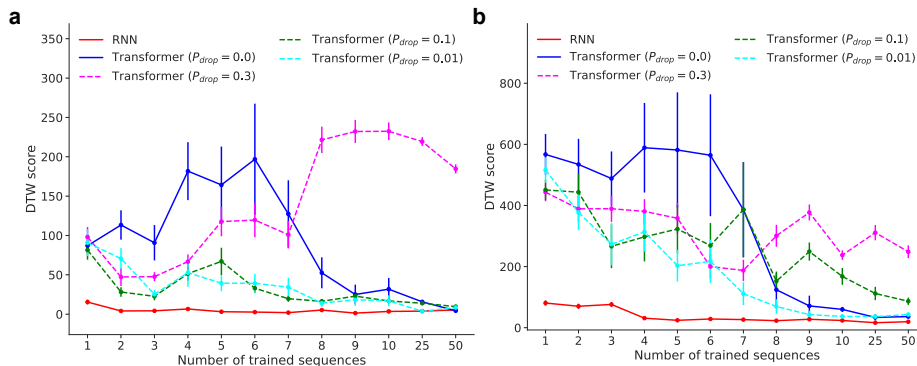 a
RNN
Transformer (P_drop = 0.0)
Transformer (P_drop = 0.3)
Transformer (P_drop = 0.1)
Transformer (P_drop = 0.01)
350
300
250
200
150
100
50
0
DTW score
1 2 3 4 5 6 7 8 9 10 25 50
Number of trained sequences
b
RNN
Transformer (P_drop = 0.0)
Transformer (P_drop = 0.3)
Transformer (P_drop = 0.1)
Transformer (P_drop = 0.01)
800
600
400
200
0
DTW score
1 2 3 4 5 6 7 8 9 10 25 50
Number of trained sequences